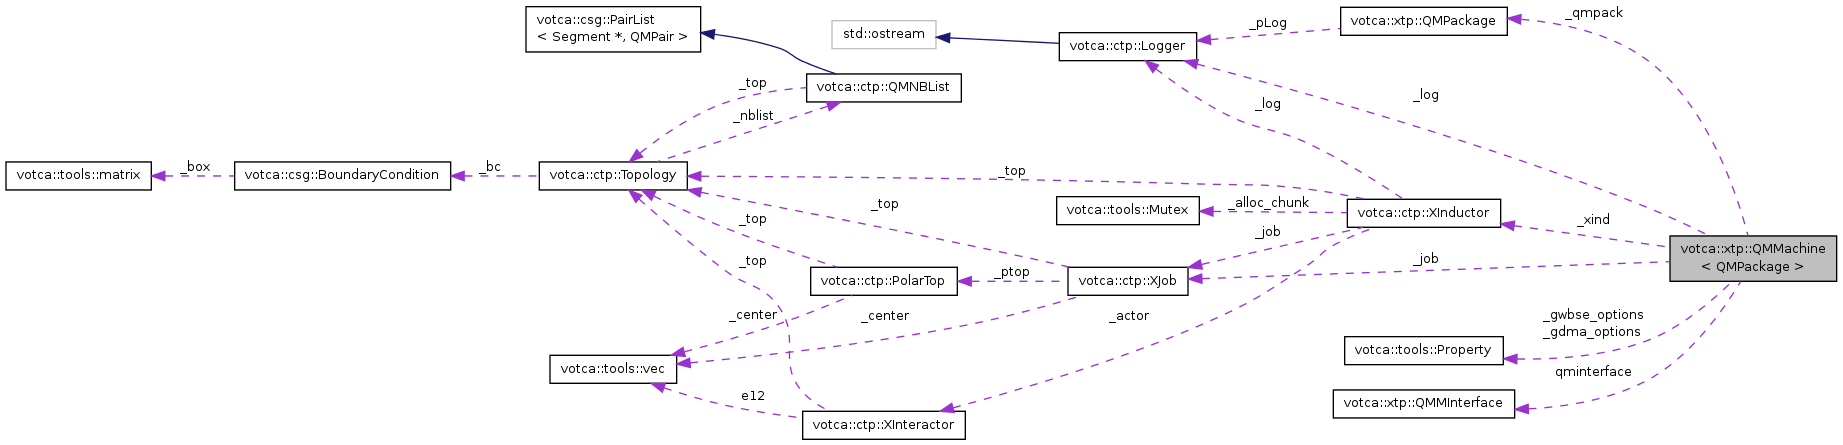 votca::csg::PairList
< Segment *, QMPair >
std::ostream
votca::xtp::QMPackage
_qmpack
_pLog
votca::ctp::Logger
_top
votca::ctp::QMNBList
_log
_log
_nblist
_box
_bc
votca::tools::matrix
votca::csg::BoundaryCondition
votca::ctp::Topology
_top
_top
votca::tools::Mutex
_alloc_chunk
votca::ctp::XInductor
_xind
_top
_job
votca::xtp::QMMachine
< QMPackage >
_top
_ptop
_job
votca::ctp::PolarTop
votca::ctp::XJob
_center
_center
_actor
_gwbse_options
_gdma_options
votca::tools::Property
votca::tools::vec
qminterface
e12
votca::xtp::QMMInterface
votca::ctp::XInteractor